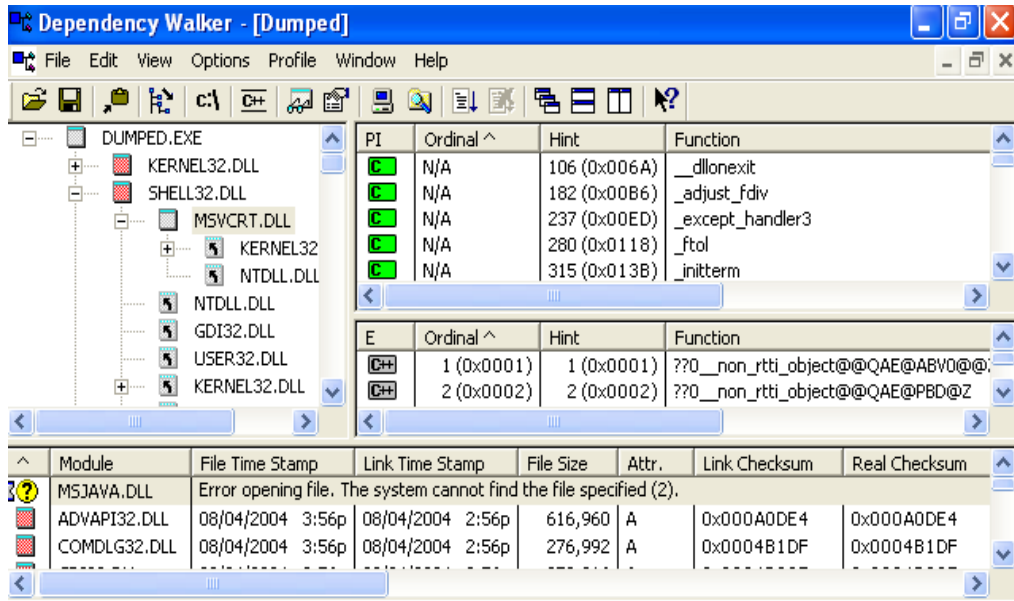 Dependency Walker - [Dumped]
File Edit View Options Profile Window Help
C:\ C++
DUMPED.EXE
KERNEL32.DLL
SHELL32.DLL
MSVCRT.DLL
KERNEL32
NTDLL.DLL
NTDLL.DLL
GDI32.DLL
USER32.DLL
KERNEL32.DLL
PI Ordinal ^ Hint Function
C N/A 106 (0x006A) __dllonexit
C N/A 182 (0x00B6) _adjust_fdiv
C N/A 237 (0x00ED) _except_handler3
C N/A 280 (0x0118) _ftol
C N/A 315 (0x013B) _initterm
E Ordinal ^ Hint Function
C++ 1 (0x0001) 1 (0x0001) ??0__non_rtti_object@@QAE@ABV0@@
C++ 2 (0x0002) 2 (0x0002) ??0__non_rtti_object@@QAE@PBD@Z
^ Module File Time Stamp Link Time Stamp File Size Attr. Link Checksum Real Checksum
? MSJAVA.DLL Error opening file. The system cannot find the file specified (2).
ADVAPI32.DLL 08/04/2004 3:56p 08/04/2004 2:56p 616,960 A 0x000A0DE4 0x000A0DE4
COMDLG32.DLL 08/04/2004 3:56p 08/04/2004 2:56p 276,992 A 0x0004B1DF 0x0004B1DF